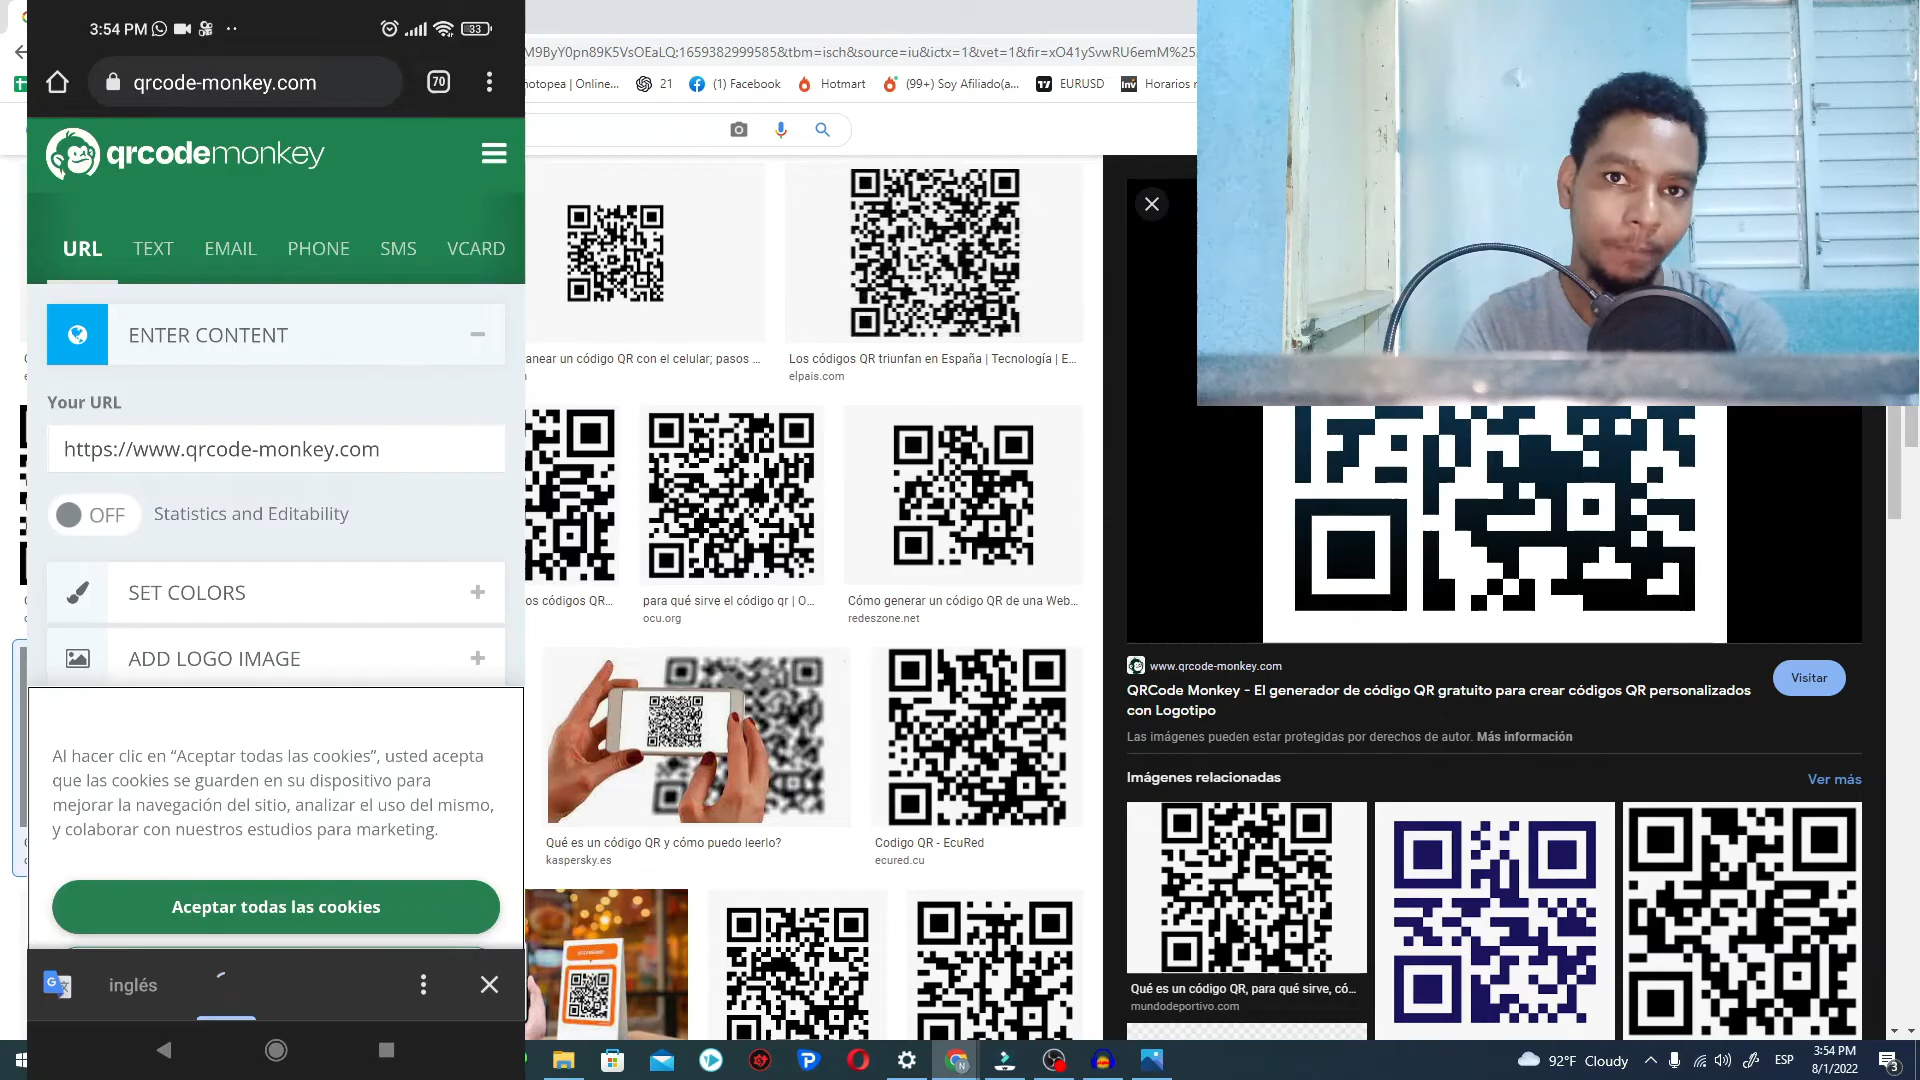 3:54 PM
33
qrcode-monkey.com
70
qrcodemonkey
URL TEXT EMAIL PHONE SMS VCARD
ENTER CONTENT
Your URL
https://www.qrcode-monkey.com
OFF Statistics and Editability
SET COLORS
ADD LOGO IMAGE
Al hacer clic en “Aceptar todas las cookies”, usted acepta
que las cookies se guarden en su dispositivo para
mejorar la navegación del sitio, analizar el uso del mismo,
y colaborar con nuestros estudios para marketing.
Aceptar todas las cookies
inglés
M9ByY0pn89K5VsOEaLQ:1659382999585&tbm=isch&source=iu&ictx=1&vet=1&fir=xO41ySvwRU6emM%25
otopea | Online... 21 (1) Facebook Hotmart (99+) Soy Afiliado(a... EURUSD Horarios
anear un código QR con el celular; pasos ...
Los códigos QR triunfan en España | Tecnología | E...
elpais.com
os códigos QR...
para qué sirve el código qr | O...
ocu.org
Cómo generar un código QR de una Web...
redeszone.net
Qué es un código QR y cómo puedo leerlo?
kaspersky.es
Codigo QR - EcuRed
ecured.cu
www.qrcode-monkey.com
QRCode Monkey - El generador de código QR gratuito para crear códigos QR personalizados
con Logotipo
Visitar
Las imágenes pueden estar protegidas por derechos de autor. Más información
Imágenes relacionadas
Ver más
Qué es un código QR, para qué sirve, có...
mundodeportivo.com
92°F Cloudy
ESP
3:54 PM
8/1/2022
3